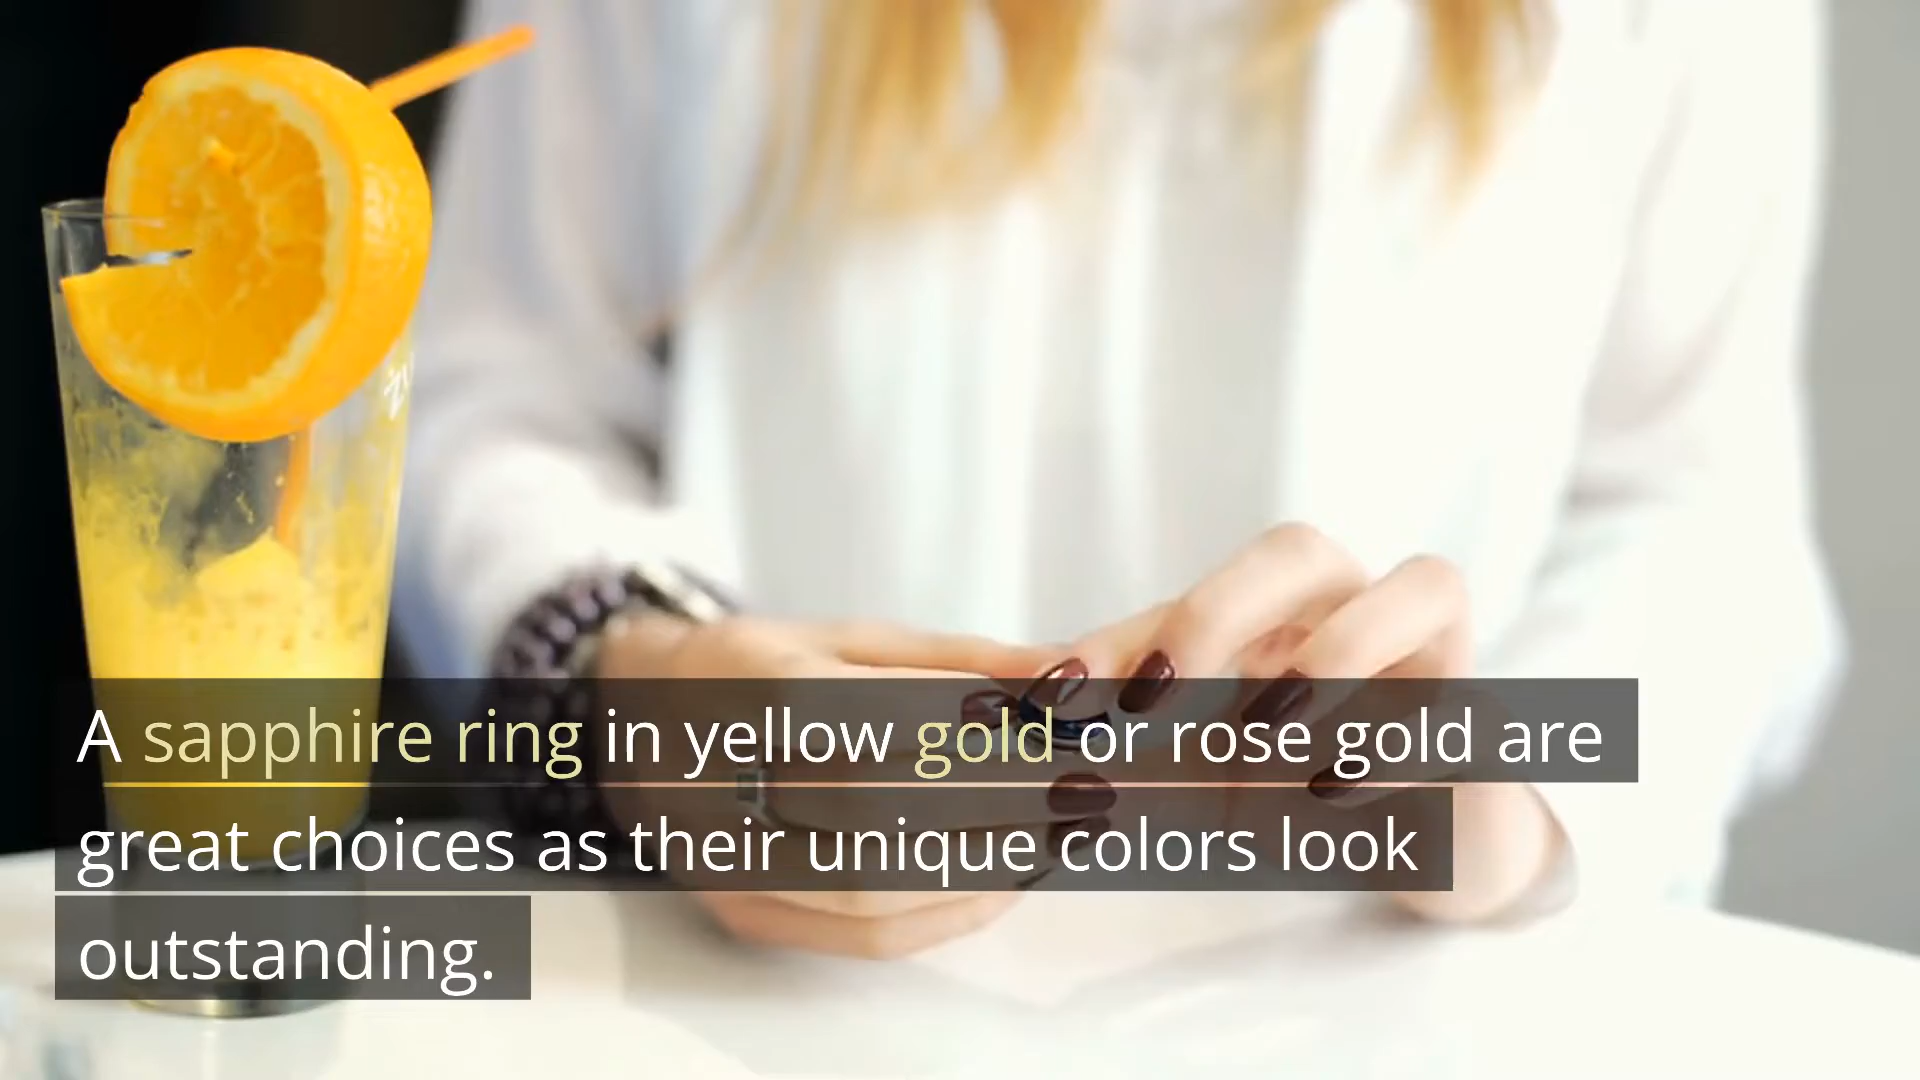 A sapphire ring in yellow gold or rose gold are
great choices as their unique colors look
outstanding.